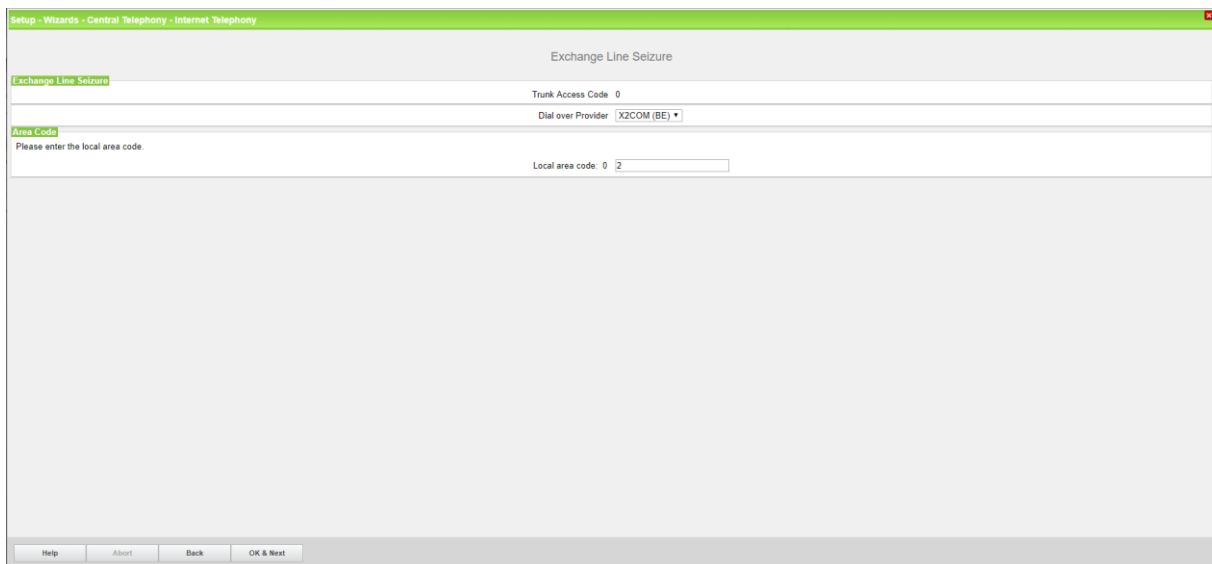 Setup - Wizards - Central Telephony - Internet Telephony
Exchange Line Seizure
Exchange Line Seizure
Trunk Access Code 0
Dial over Provider X2COM (BE)
Area Code
Please enter the local area code.
Local area code: 0 2
Help Abort Back OK & Next